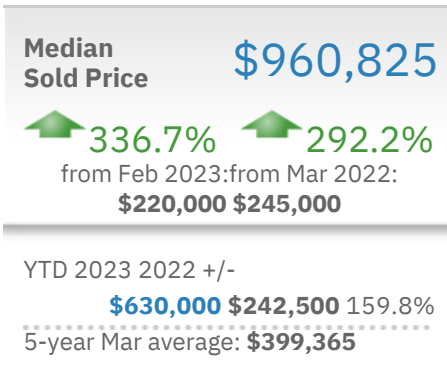 Median
Sold Price
$960,825
336.7% 292.2%
from Feb 2023:from Mar 2022:
$220,000 $245,000
YTD 2023 2022 +/-
$630,000 $242,500 159.8%
5-year Mar average: $399,365